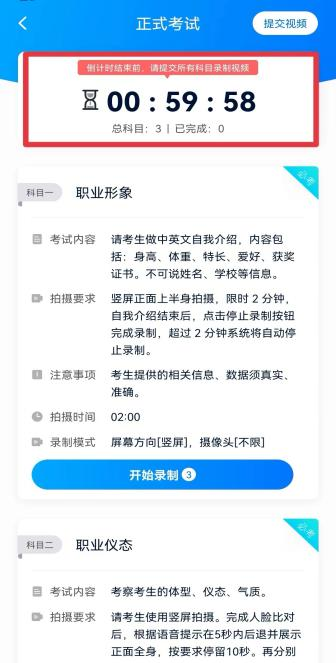 正式考试
提交视频
倒计时结束前，请提交所有科目录制视频
00 : 59 : 58
总科目：3 | 已完成：0
必考
科目一
职业形象
考试内容
请考生做中英文自我介绍，内容包
括：身高、体重、特长、爱好、获奖
证书。不可说姓名、学校等信息。
拍摄要求
竖屏正面上半身拍摄，限时 2 分钟，
自我介绍结束后，点击停止录制按钮
完成录制，超过 2 分钟系统将自动停
止录制。
注意事项
考生提供的相关信息、数据须真实、
准确。
拍摄时间
02:00
录制模式
屏幕方向[竖屏]，摄像头[不限]
开始录制 3
必考
科目二
职业仪态
考试内容
考察考生的体型、仪态、气质。
拍摄要求
请考生使用竖屏拍摄。完成人脸比对
后，根据语音提示在5秒内后退并展示
正面全身，按要求停留10秒。再分别